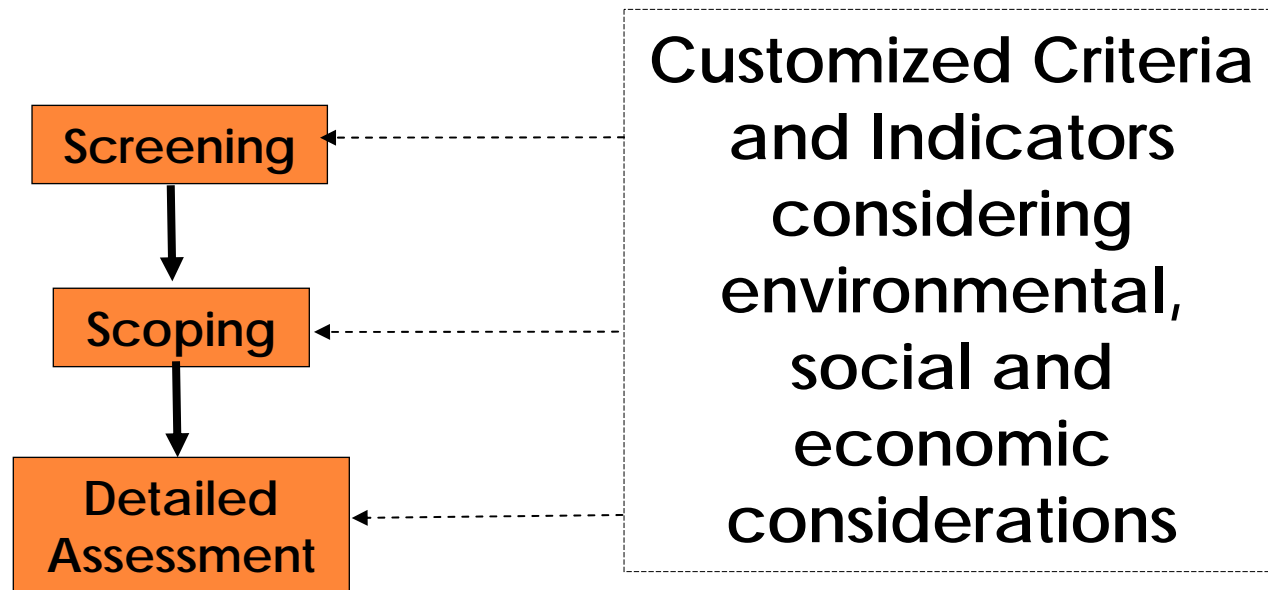 Screening
Scoping
Detailed
Assessment
Customized Criteria
and Indicators
considering
environmental,
social and
economic
considerations